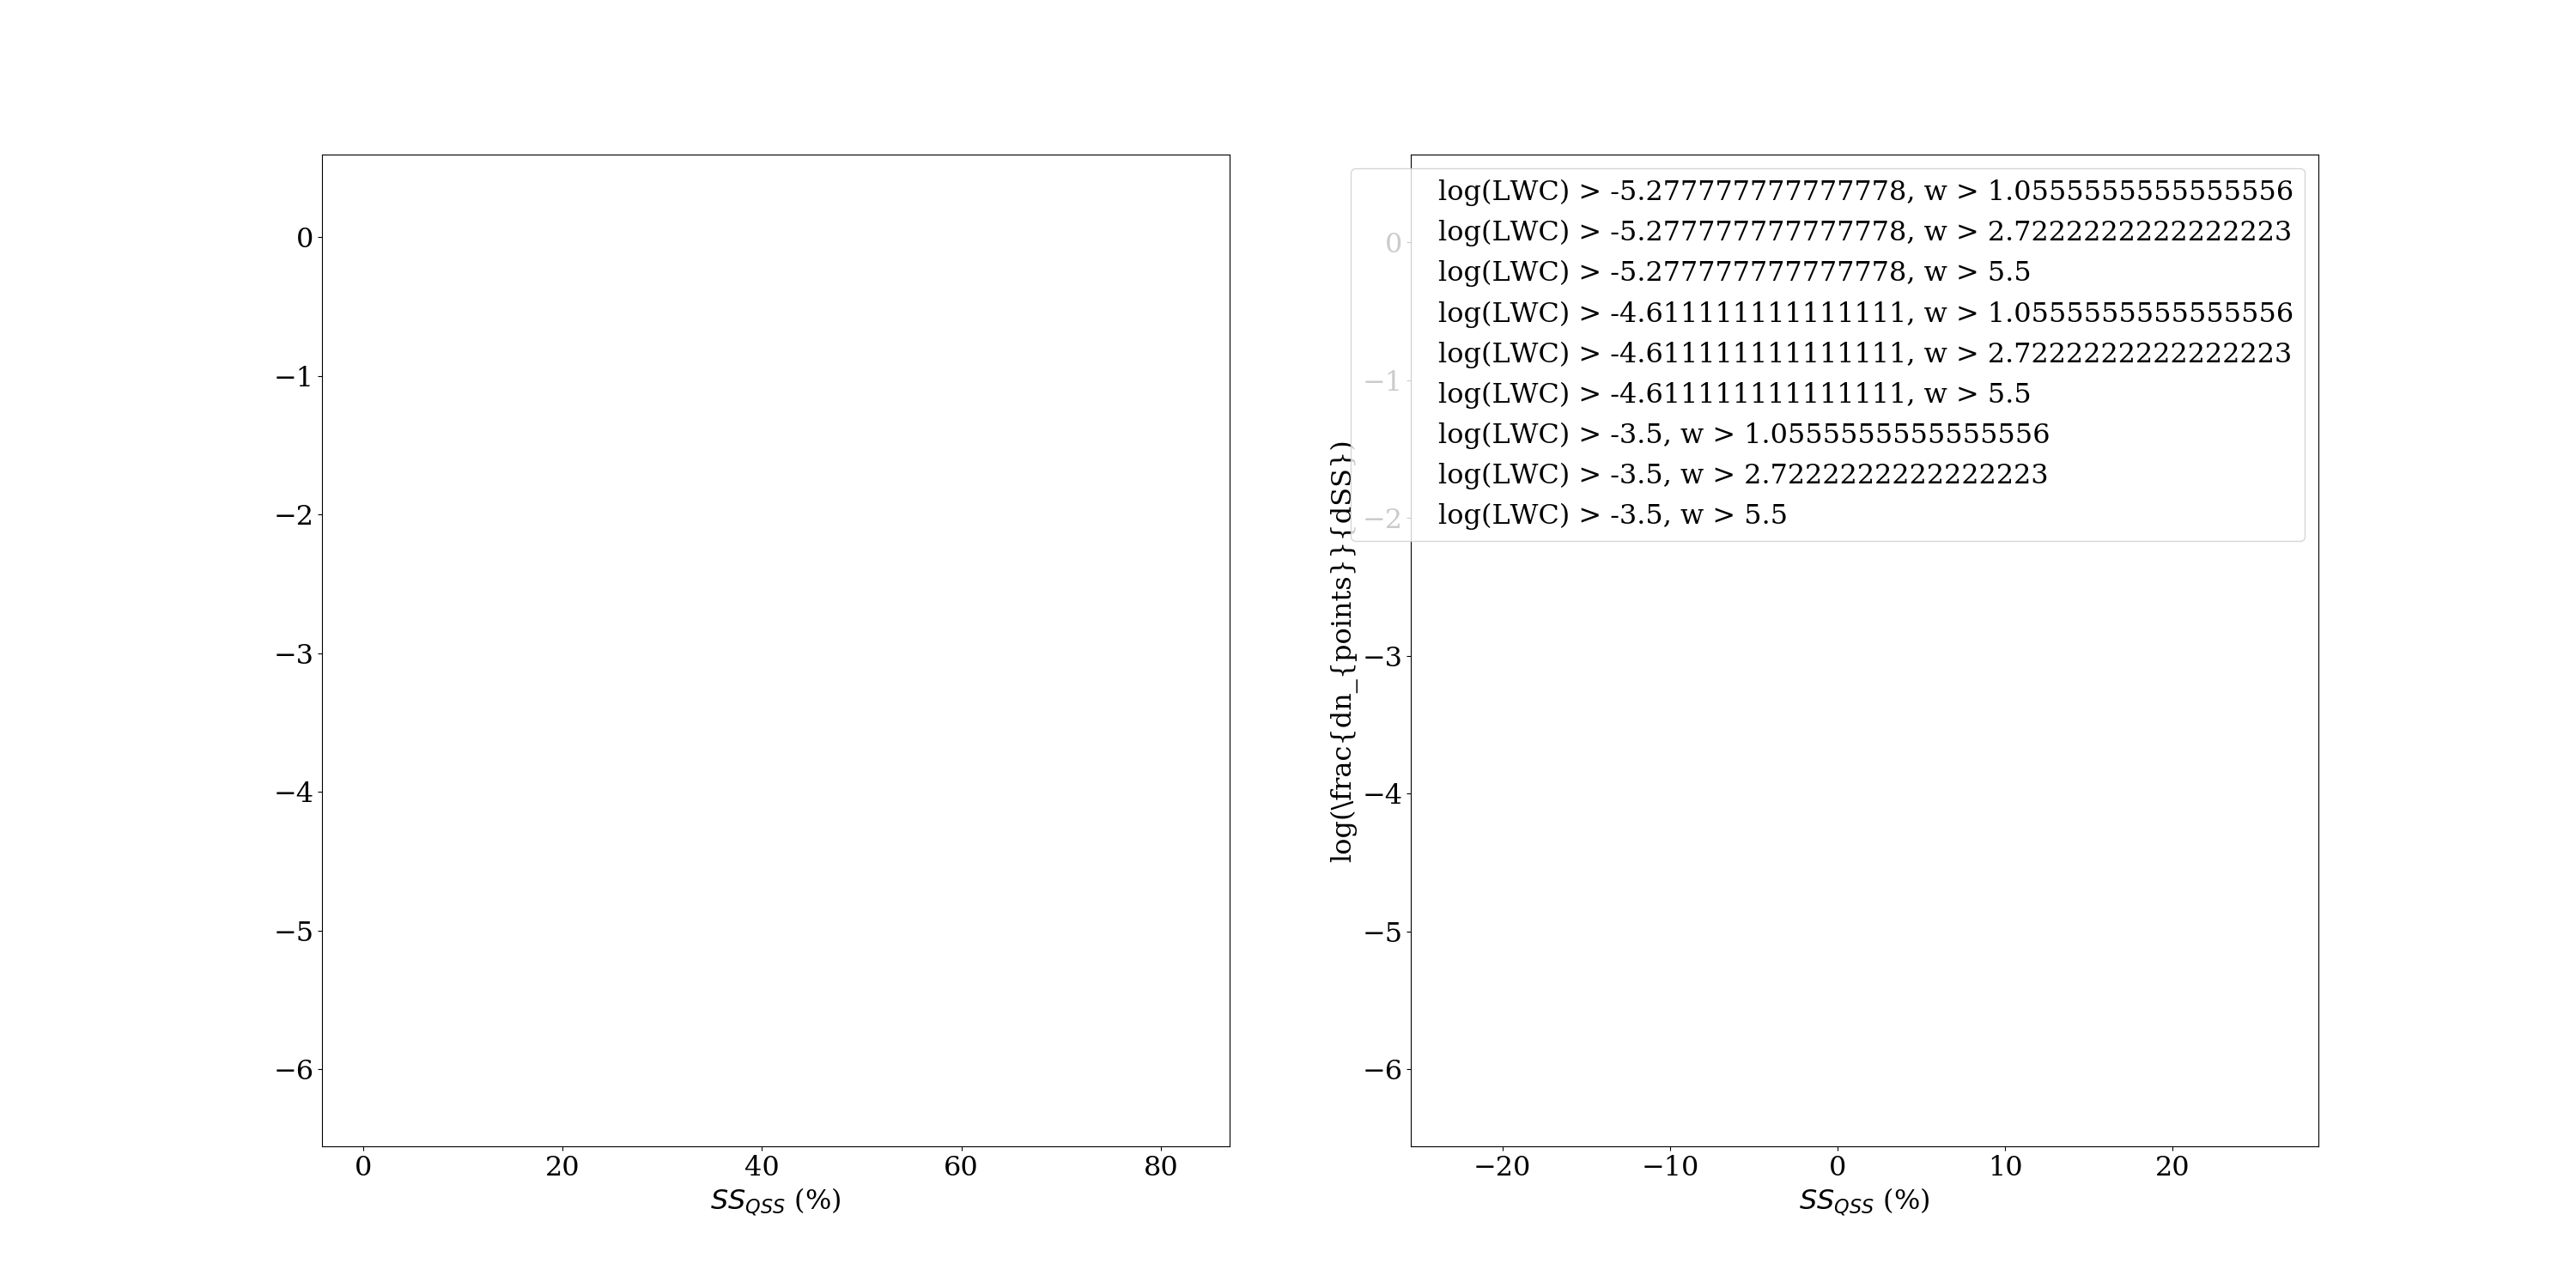 0
−1
−2
−3
−4
−5
−6
0
20
40
60
80
SS_QSS (%)
log(\frac{dn_{points}}{dSS})
0
−1
−2
−3
−4
−5
−6
log(LWC) > -5.277777777777778, w > 1.0555555555555556
log(LWC) > -5.277777777777778, w > 2.7222222222222223
log(LWC) > -5.277777777777778, w > 5.5
log(LWC) > -4.611111111111111, w > 1.0555555555555556
log(LWC) > -4.611111111111111, w > 2.7222222222222223
log(LWC) > -4.611111111111111, w > 5.5
log(LWC) > -3.5, w > 1.0555555555555556
log(LWC) > -3.5, w > 2.7222222222222223
log(LWC) > -3.5, w > 5.5
−20
−10
0
10
20
SS_QSS (%)